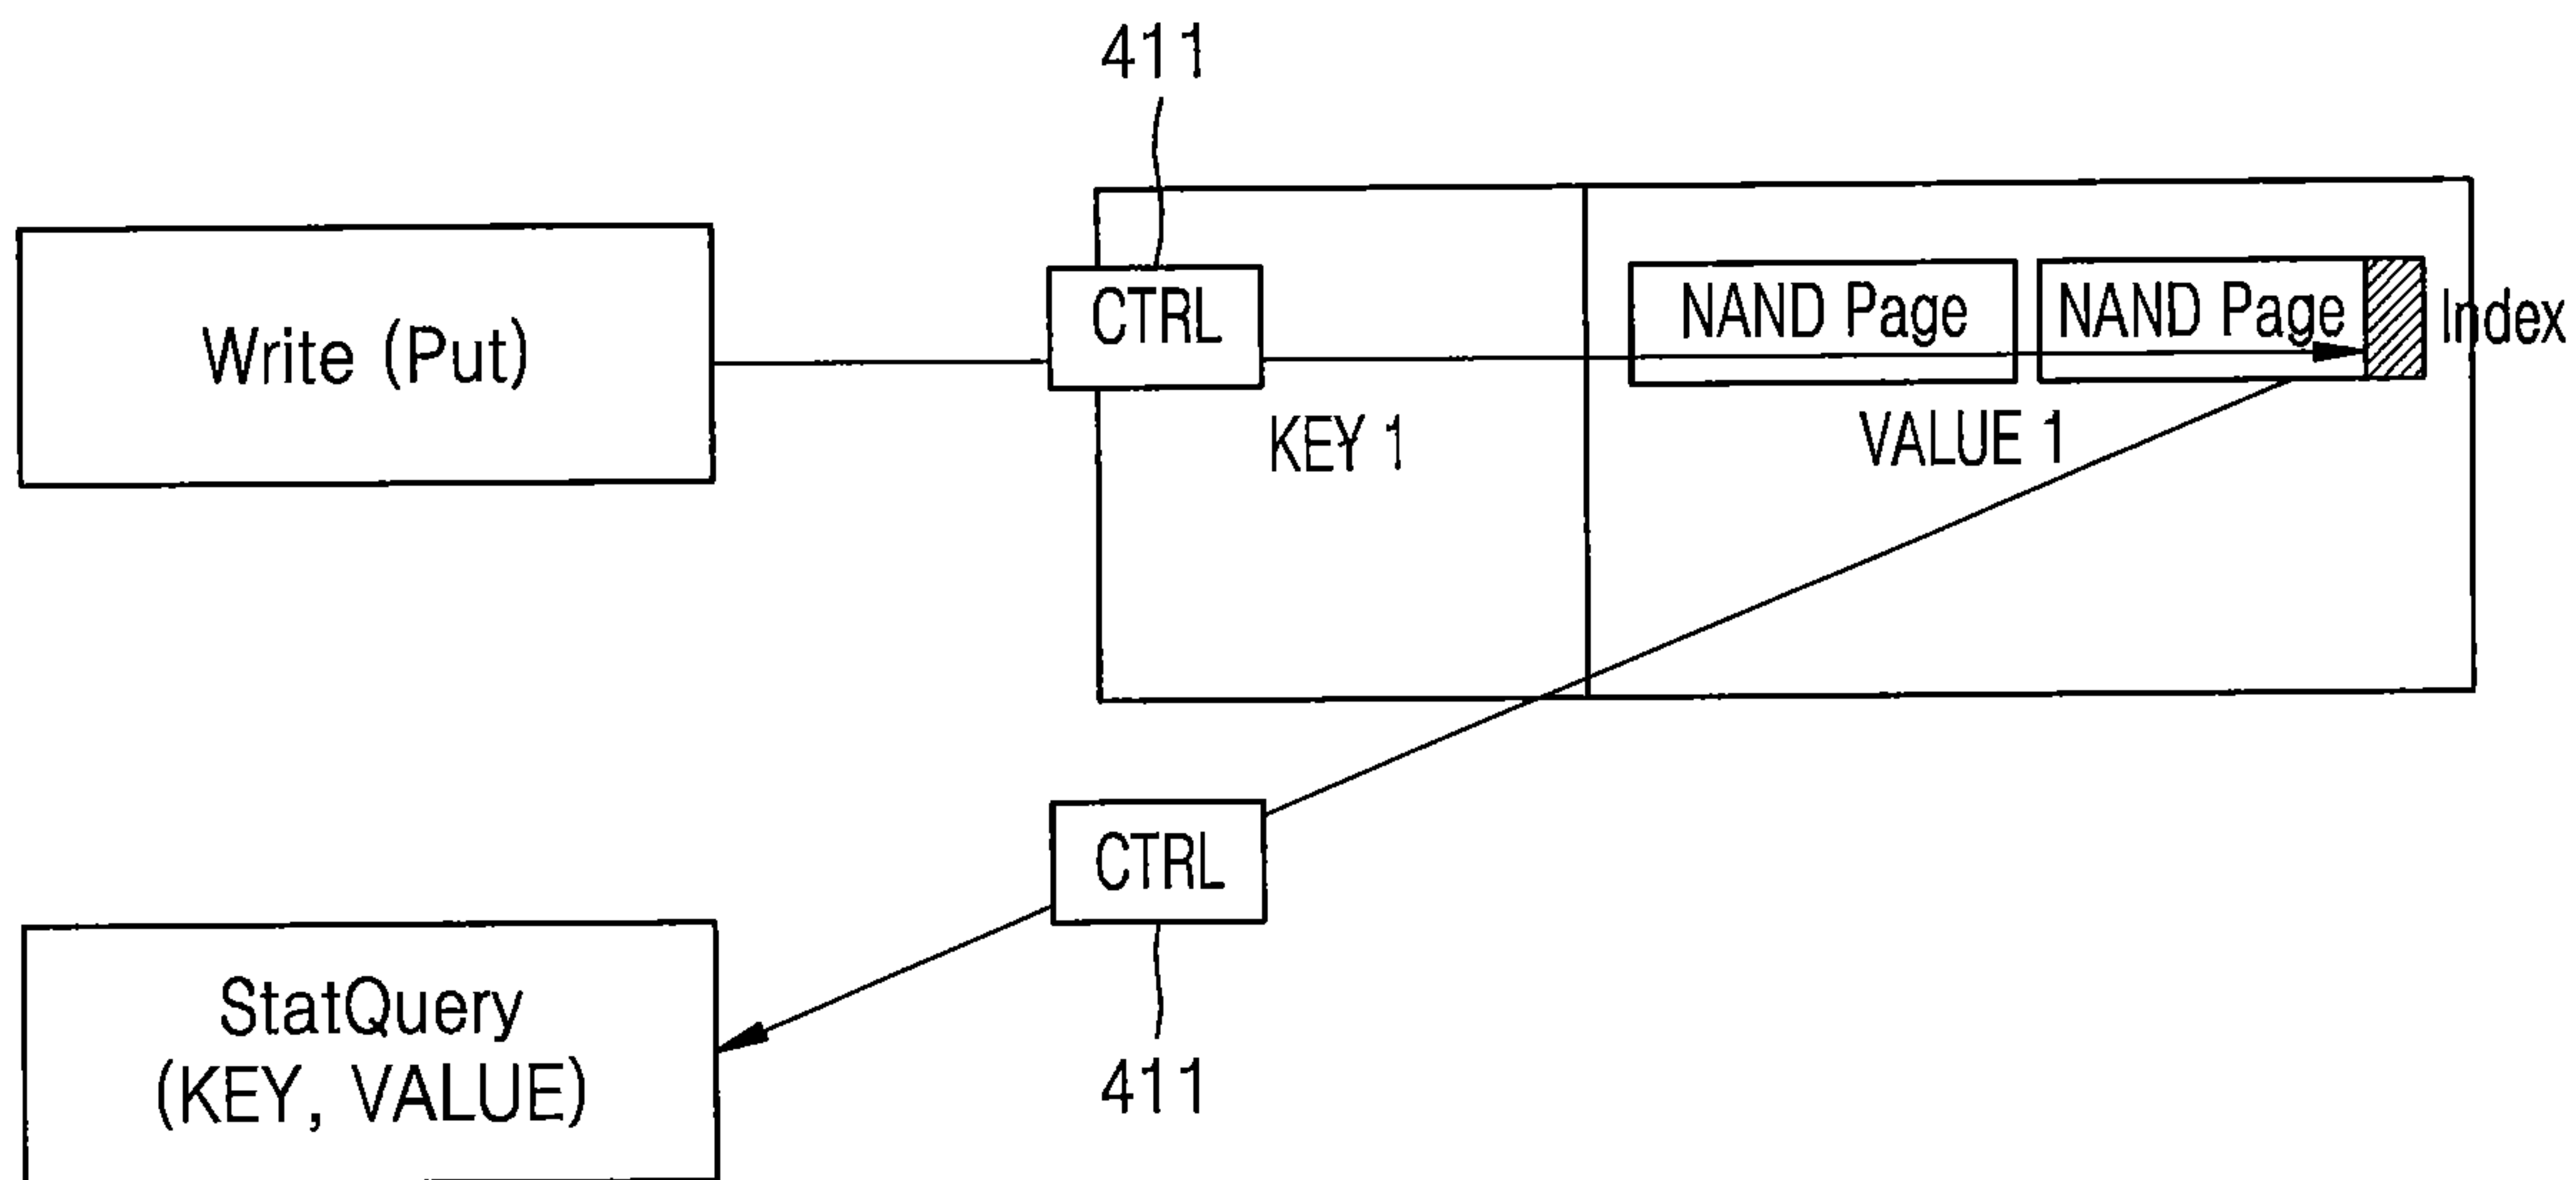 411
Write (Put)
CTRL
NAND Page
NAND Page
Index
KEY 1
VALUE 1
CTRL
StatQuery
(KEY, VALUE)
411